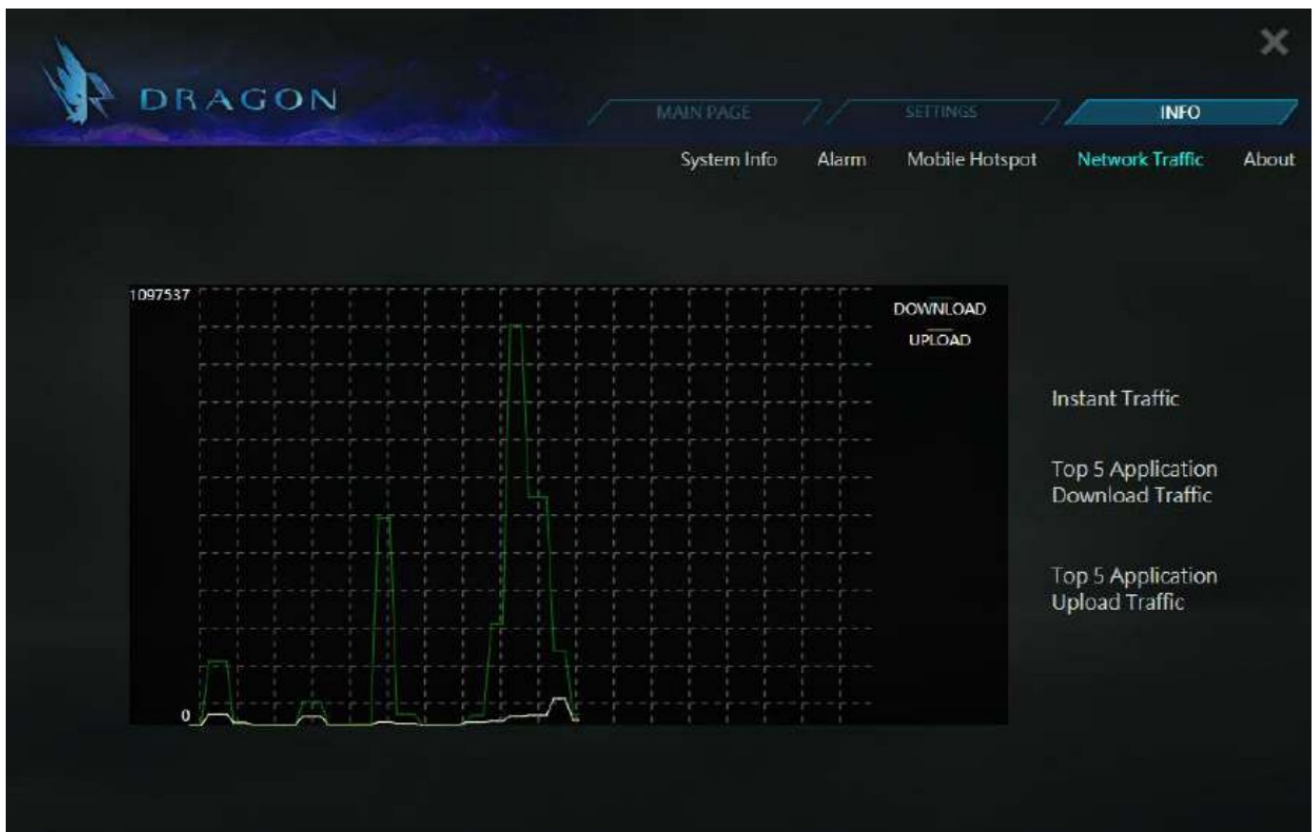 DRAGON
MAIN PAGE
SETTINGS
INFO
System Info
Alarm
Mobile Hotspot
Network Traffic
About
1097537
DOWNLOAD
UPLOAD
0
Instant Traffic
Top 5 Application
Download Traffic
Top 5 Application
Upload Traffic